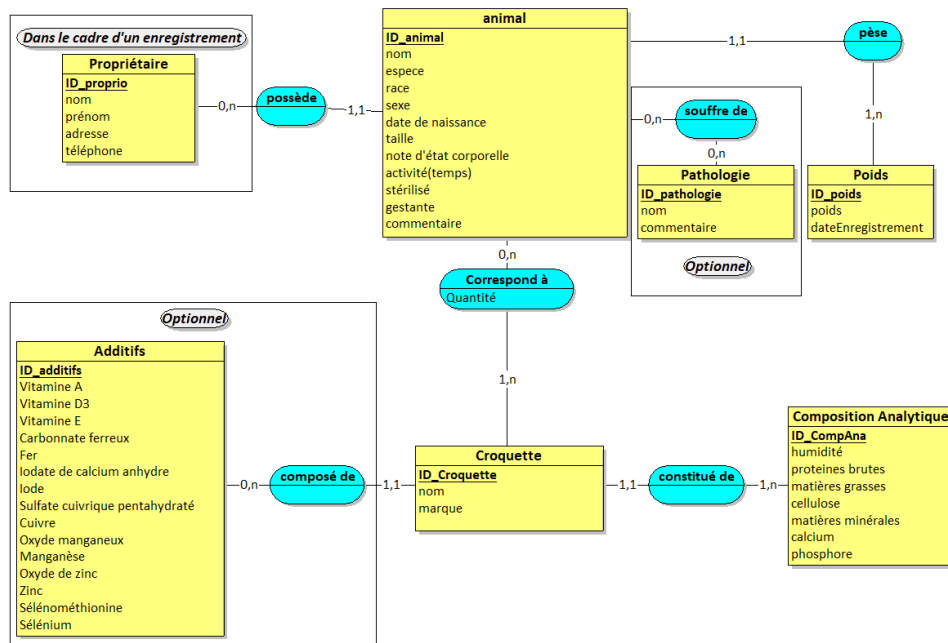 Dans le cadre d'un enregistrement
Propriétaire
ID_proprio
nom
prénom
adresse
téléphone
0,n
possède
1,1
animal
ID_animal
nom
espece
race
sexe
date de naissance
taille
note d'état corporelle
activité(temps)
stérilisé
gestante
commentaire
1,1
pèse
1,n
Poids
ID_poids
poids
dateEnregistrement
0,n
souffre de
0,n
Pathologie
ID_pathologie
nom
commentaire
Optionnel
0,n
Correspond à
Quantité
1,n
Optionnel
Additifs
ID_additifs
Vitamine A
Vitamine D3
Vitamine E
Carbonnate ferreux
Fer
Iodate de calcium anhydre
Iode
Sulfate cuivrique pentahydraté
Cuivre
Oxyde manganeux
Manganèse
Oxyde de zinc
Zinc
Sélénométhionine
Sélénium
0,n
composé de
1,1
Croquette
ID_Croquette
nom
marque
1,1
constitué de
1,n
Composition Analytique
ID_CompAna
humidité
proteines brutes
matières grasses
cellulose
matières minérales
calcium
phosphore